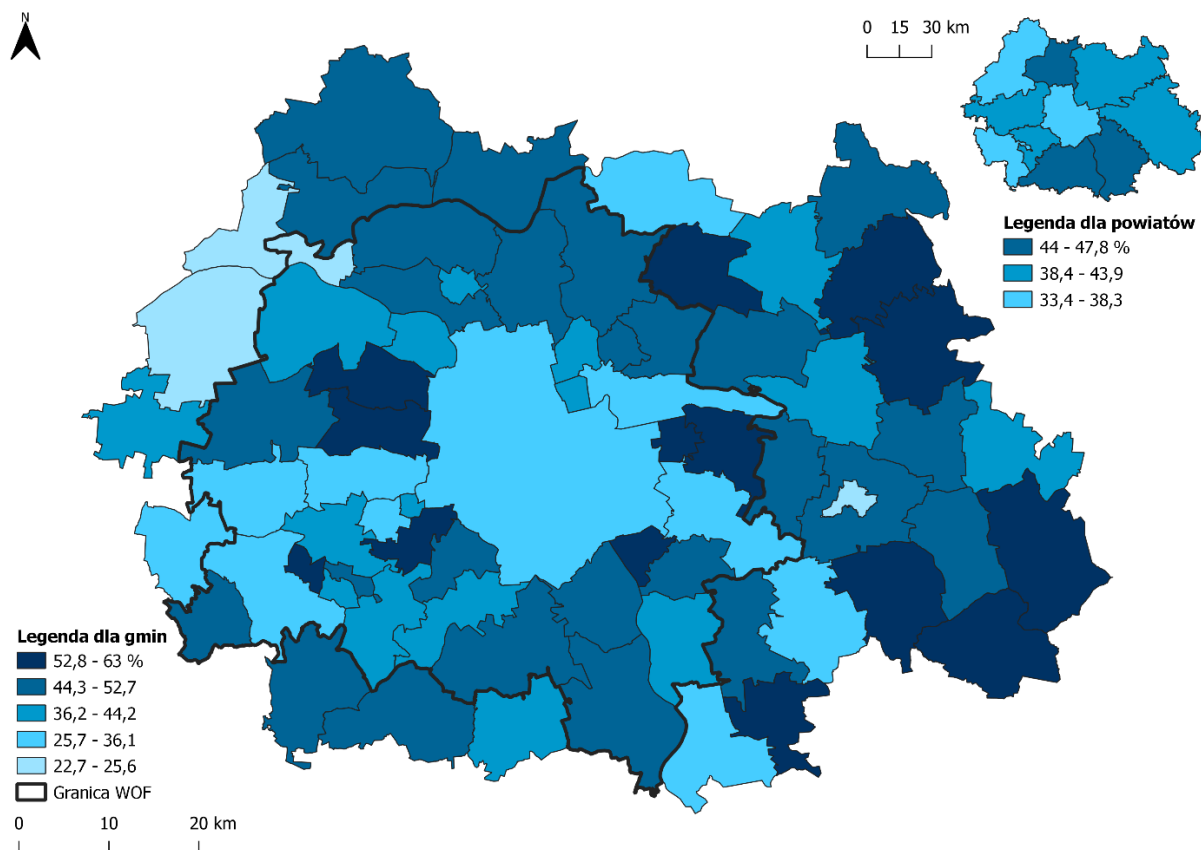 N
0 15 30 km
Legenda dla powiatów
44 - 47,8 %
38,4 - 43,9
33,4 - 38,3
Legenda dla gmin
52,8 - 63 %
44,3 - 52,7
36,2 - 44,2
25,7 - 36,1
22,7 - 25,6
Granica WOF
0 10 20 km